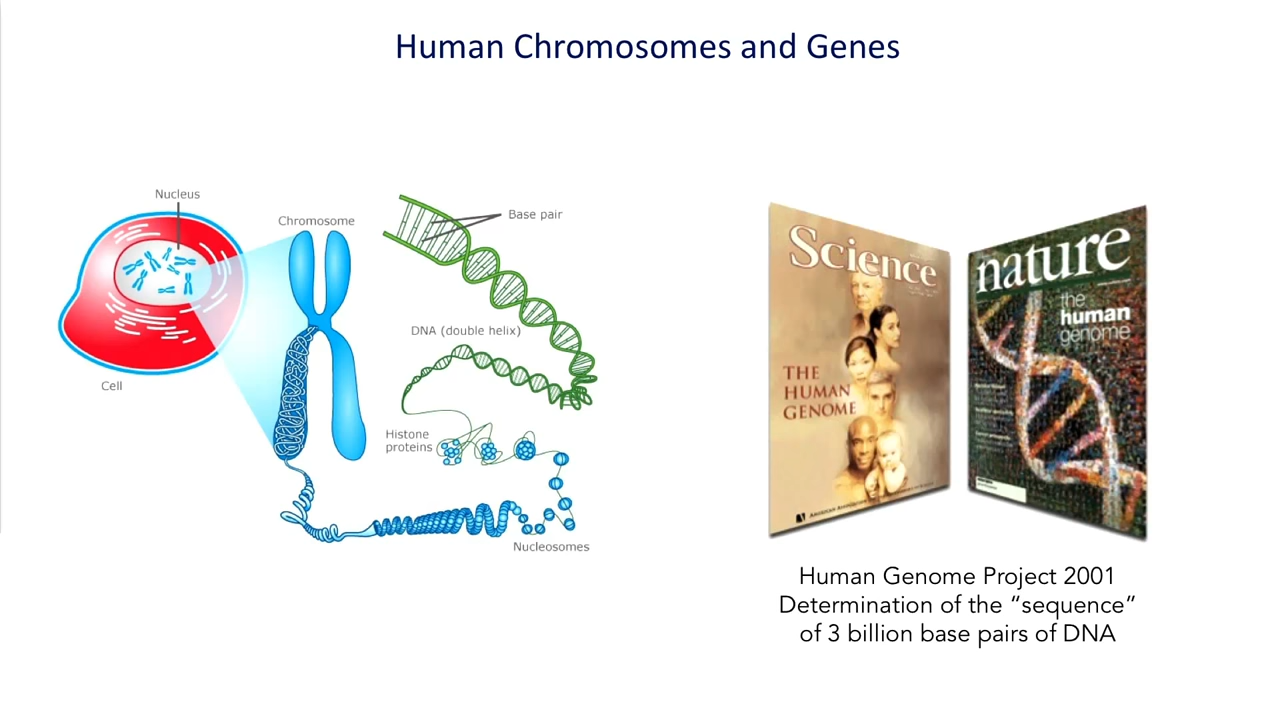 Human Chromosomes and Genes
Nucleus
Chromosome
Base pair
DNA (double helix)
Cell
Histone
proteins
Nucleosomes
Science
THE
HUMAN
GENOME
nature
the
human
genome
Human Genome Project 2001
Determination of the “sequence”
of 3 billion base pairs of DNA